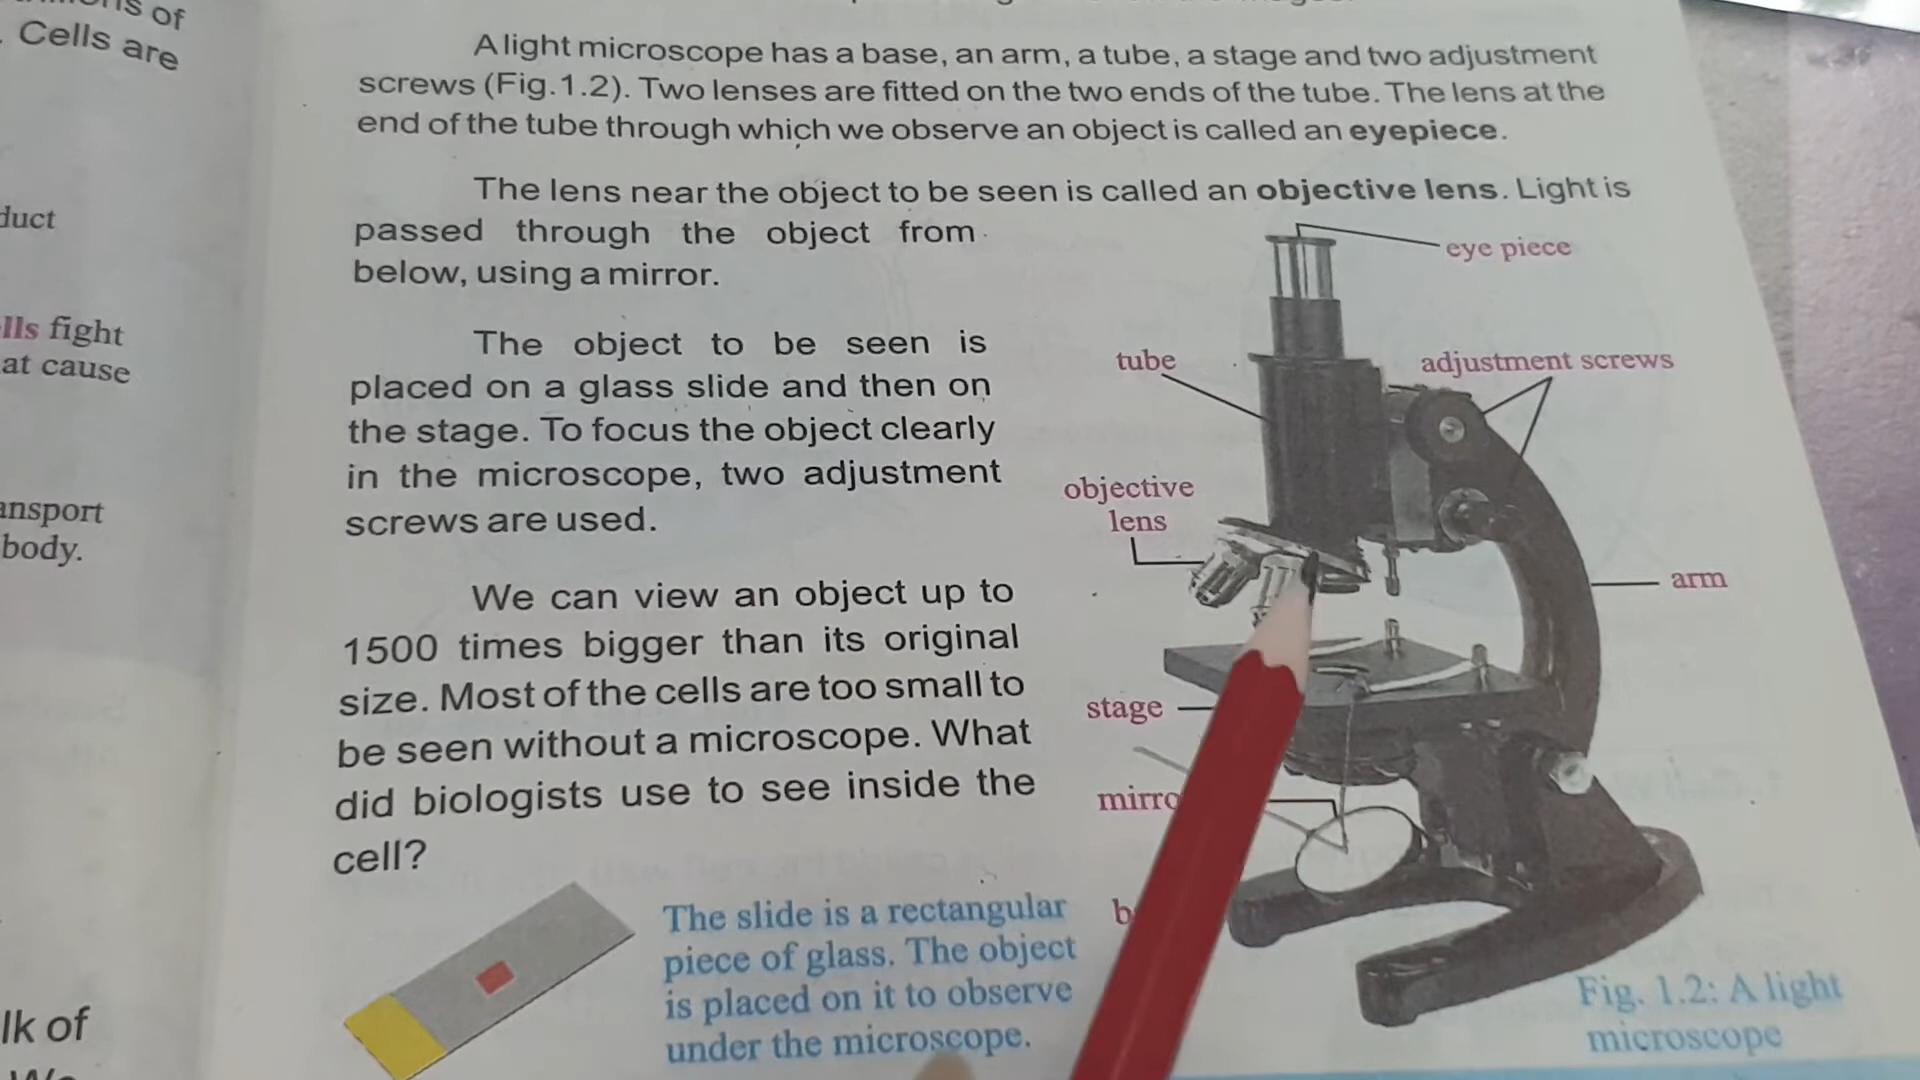 s of
Cells are
duct
lls fight
at cause
ansport
body.
lk of
A light microscope has a base, an arm, a tube, a stage and two adjustment
screws (Fig.1.2). Two lenses are fitted on the two ends of the tube. The lens at the
end of the tube through which we observe an object is called an eyepiece.
The lens near the object to be seen is called an objective lens. Light is
passed through the object from
below, using a mirror.
The object to be seen is
placed on a glass slide and then on
the stage. To focus the object clearly
in the microscope, two adjustment
screws are used.
We can view an object up to
1500 times bigger than its original
size. Most of the cells are too small to
be seen without a microscope. What
did biologists use to see inside the
cell?
The slide is a rectangular
piece of glass. The object
is placed on it to observe
under the microscope.
eye piece
tube
adjustment screws
objective
lens
arm
stage
mirro
b
Fig. 1.2: A light
microscope